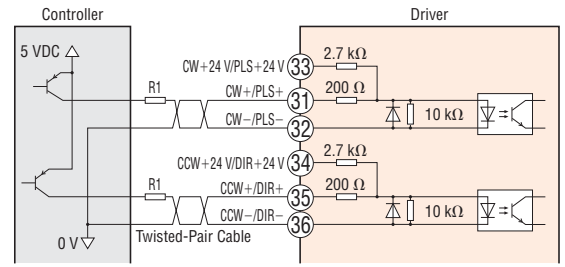 Controller
Driver
5 VDC
CW+24 V/PLS+24 V 33 2.7 kΩ
R1 CW+/PLS+ 31 200 Ω
CW−/PLS− 32 10 kΩ
CCW+24 V/DIR+24 V 34 2.7 kΩ
R1 CCW+/DIR+ 35 200 Ω
CCW−/DIR− 36 10 kΩ
0 V Twisted-Pair Cable